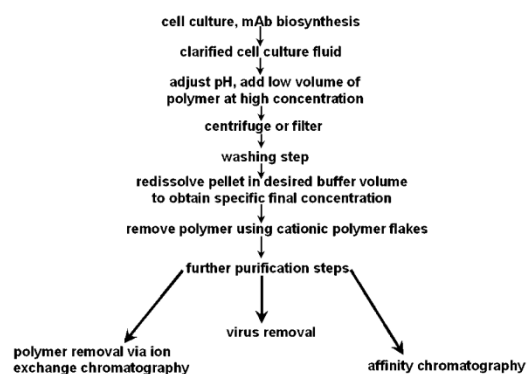 cell culture, mAb biosynthesis
clarified cell culture fluid
adjust pH, add low volume of
polymer at high concentration
centrifuge or filter
washing step
redissolve pellet in desired buffer volume
to obtain specific final concentration
remove polymer using cationic polymer flakes
further purification steps
virus removal
polymer removal via ion
exchange chromatography
affinity chromatography